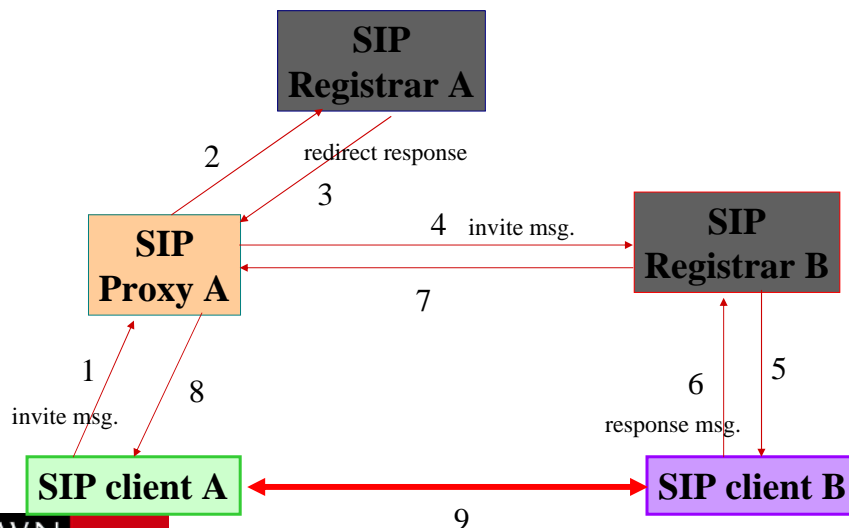 SIP
Registrar A
2
redirect response
3
SIP
Proxy A
4 invite msg.
SIP
Registrar B
7
1
8
invite msg.
6
5
response msg.
SIP client A
SIP client B
9